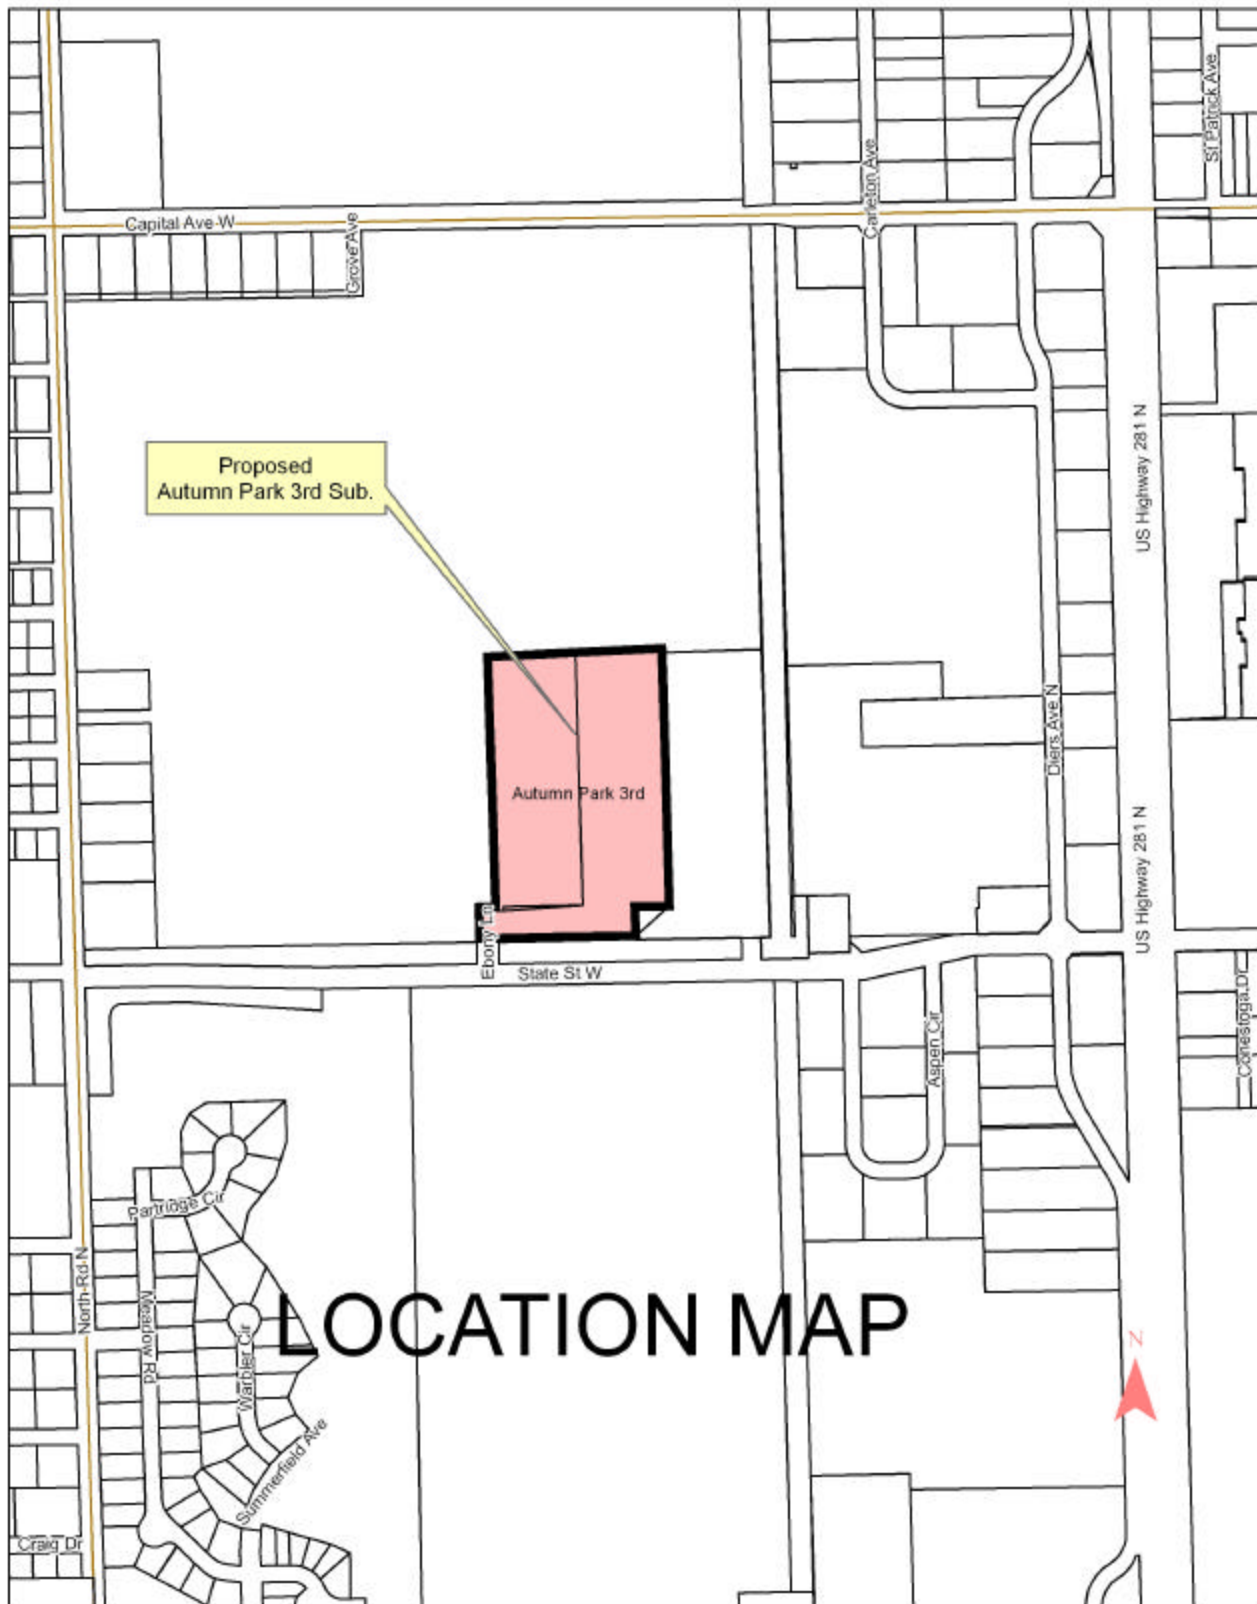 St Patrick Ave
Carleton Ave
Capital Ave W
Grove Ave
US Highway 281 N
Proposed
Autumn Park 3rd Sub.
Diers Ave N
Autumn Park 3rd
US Highway 281 N
Ebony Ln
State St W
Conestoga Dr
Aspen Cir
Partridge Cir
North Rd N
Meadow Rd
Warbler Cir
LOCATION MAP
N
Summerfield Ave
Craig Dr